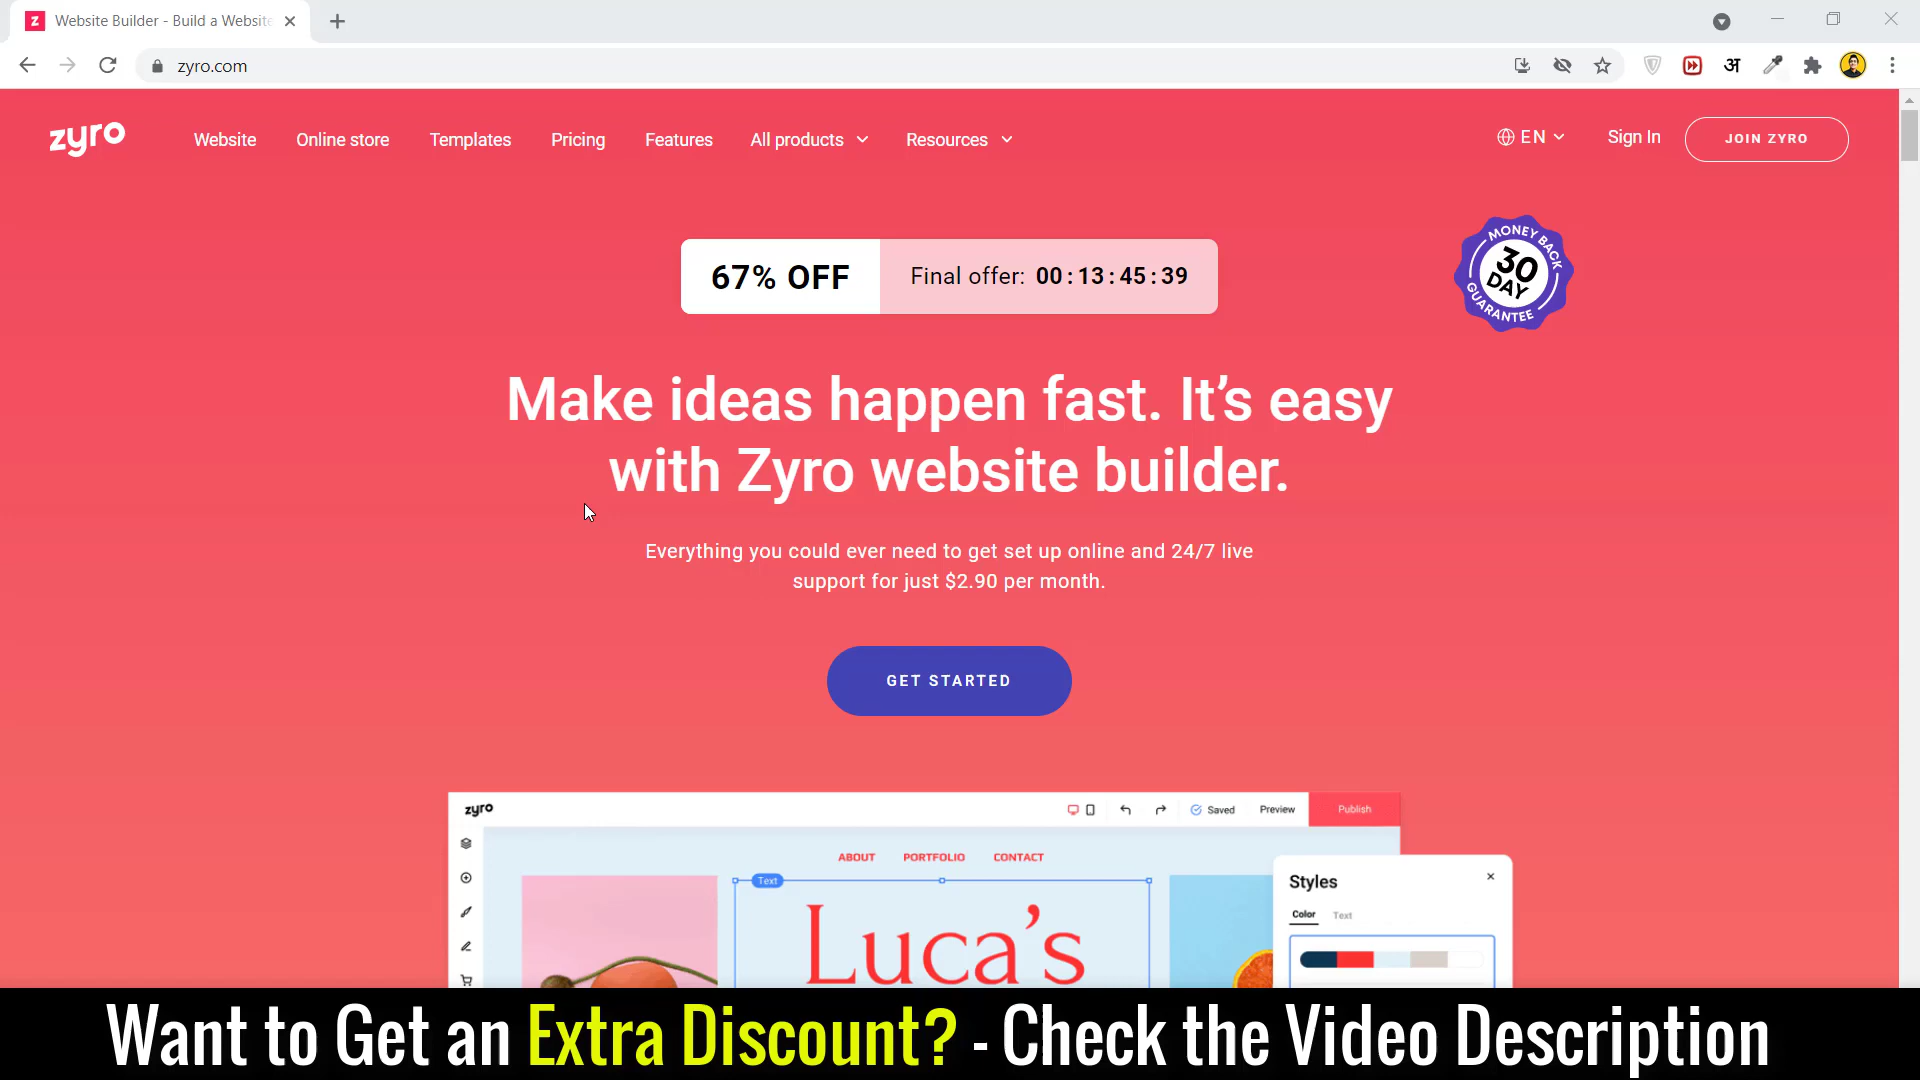 Website Builder - Build a Website
zyro.com
अ
zyro
Website
Online store
Templates
Pricing
Features
All products
Resources
EN
Sign In
JOIN ZYRO
67% OFF
Final offer: 00:13:45:39
MONEY BACK
30
DAY
GUARANTEE
Make ideas happen fast. It’s easy
with Zyro website builder.
Everything you could ever need to get set up online and 24/7 live
support for just $2.90 per month.
GET STARTED
zyro
Saved
Preview
Publish
ABOUT
PORTFOLIO
CONTACT
Text
Luca’s
Styles
Color
Text
Want to Get an Extra Discount? - Check the Video Description